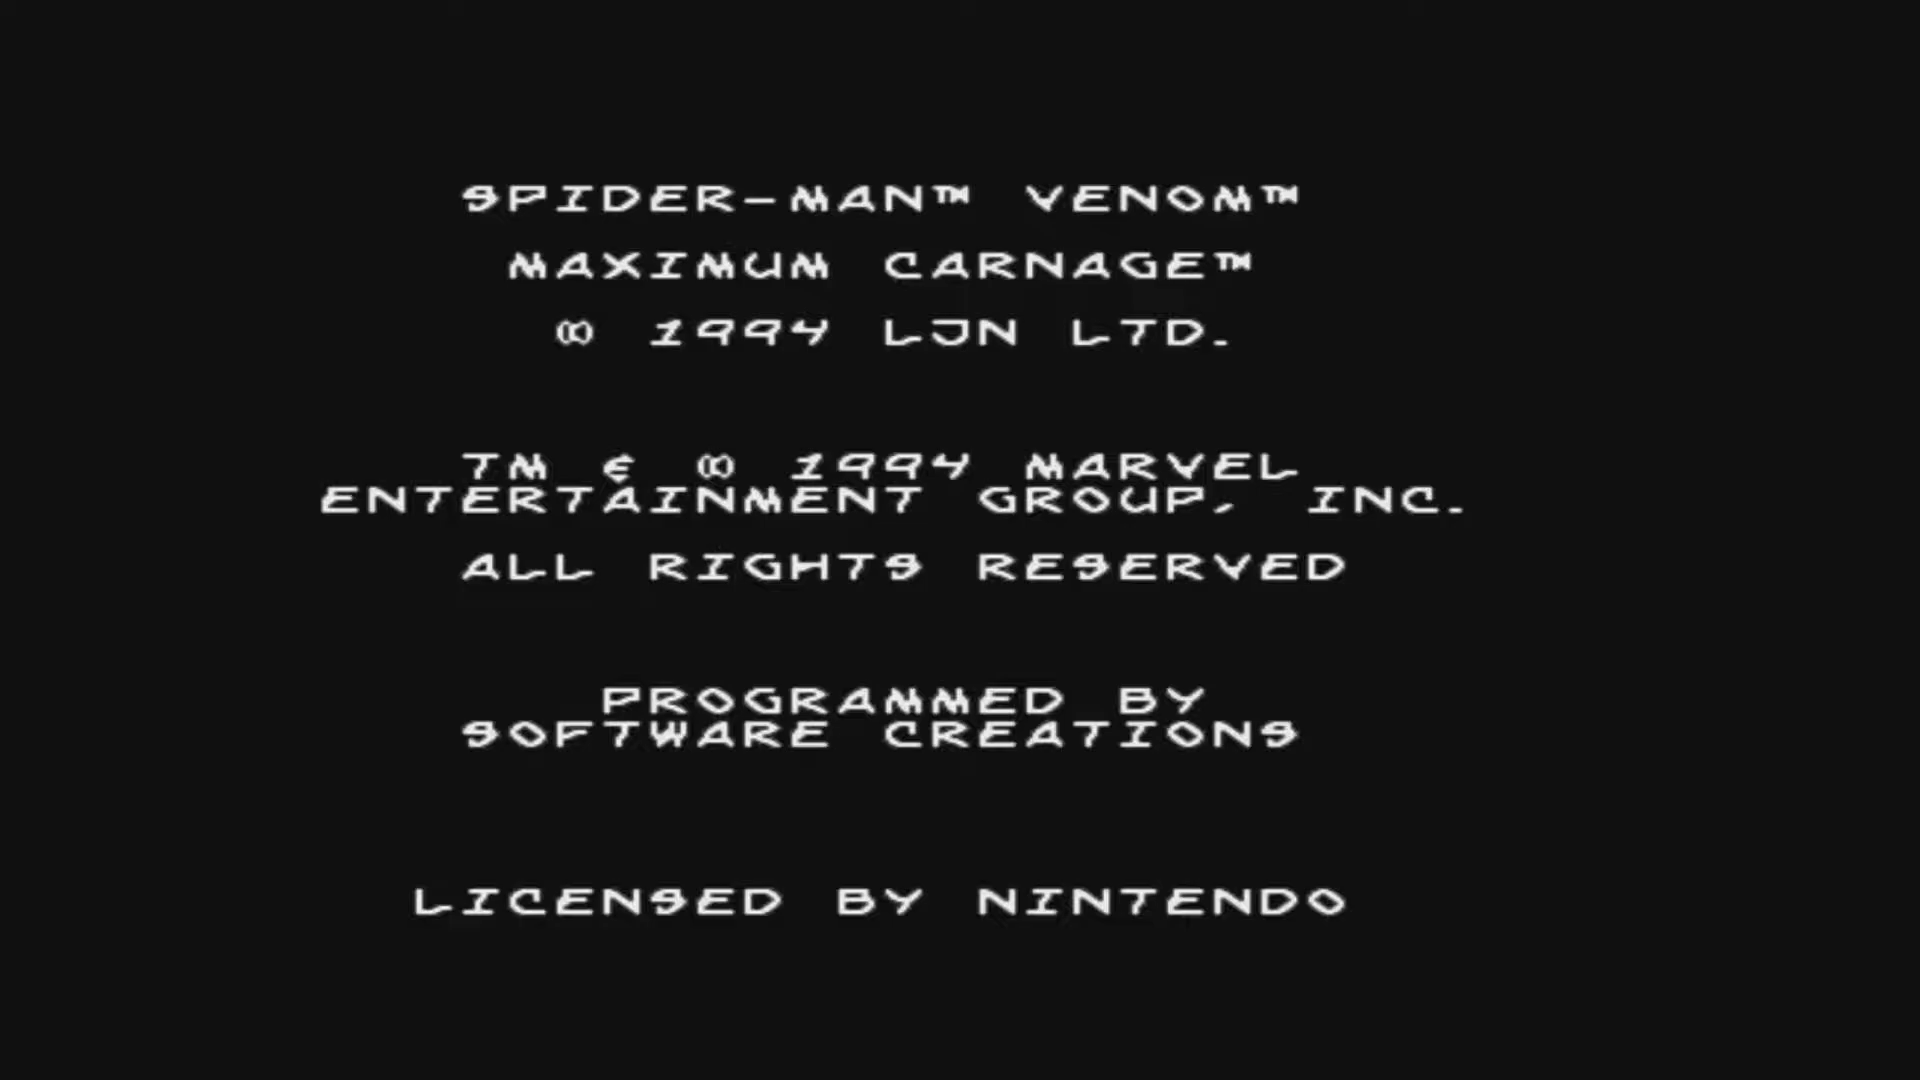 SPIDER-MAN™ VENOM™
MAXIMUM CARNAGE™
© 1994 LJN LTD.
TM & © 1994 MARVEL
ENTERTAINMENT GROUP, INC.
ALL RIGHTS RESERVED
PROGRAMMED BY
SOFTWARE CREATIONS
LICENSED BY NINTENDO